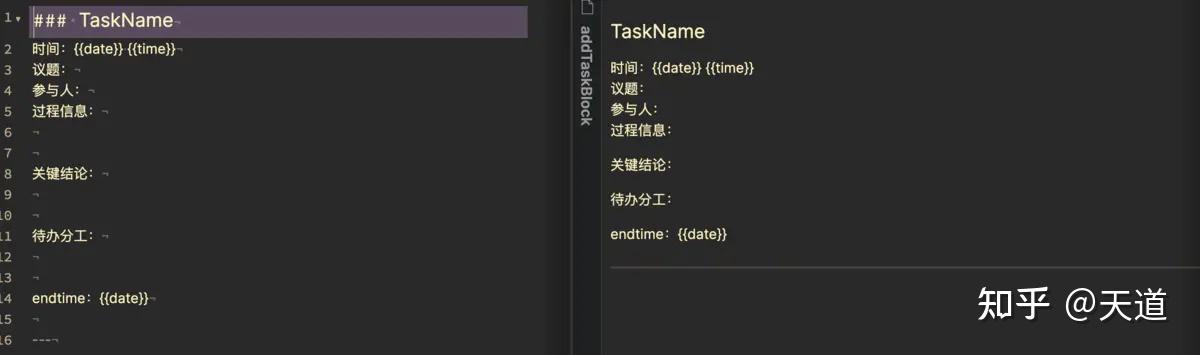 1 ### TaskName
2 时间：{{date}} {{time}}
3 议题：
4 参与人：
5 过程信息：
6
7
8 关键结论：
9
10
11 待办分工：
12
13
14 endtime：{{date}}
15
16 ---
addTaskBlock
TaskName
时间：{{date}} {{time}}
议题：
参与人：
过程信息：
关键结论：
待办分工：
endtime：{{date}}
知乎 @天道